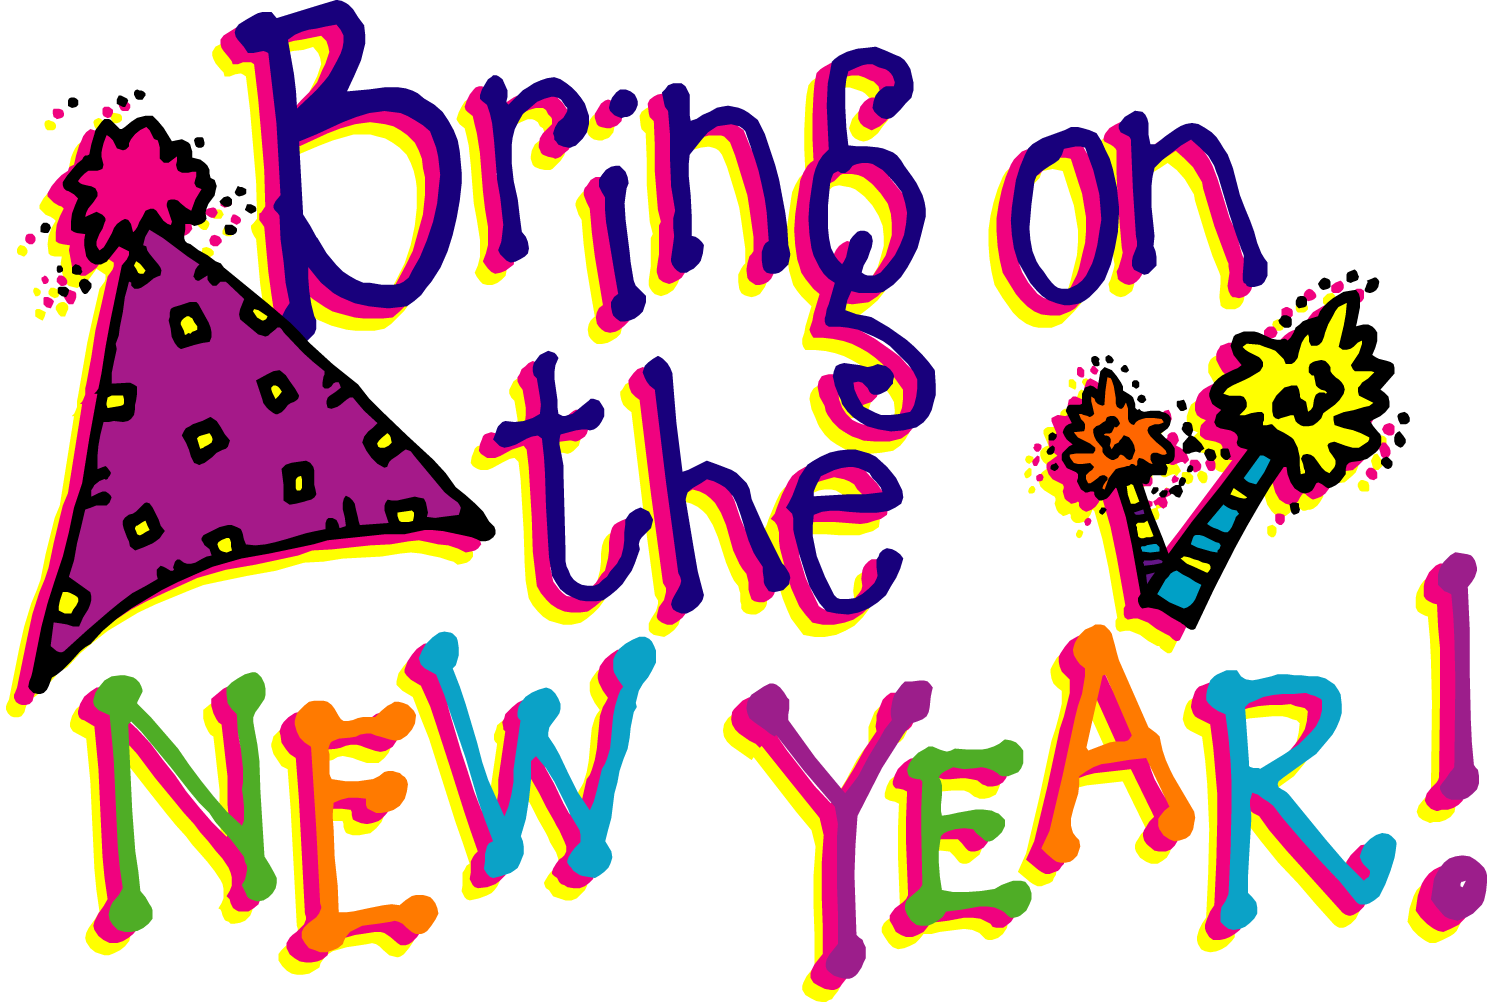 Bring on
the
NEW YEAR!